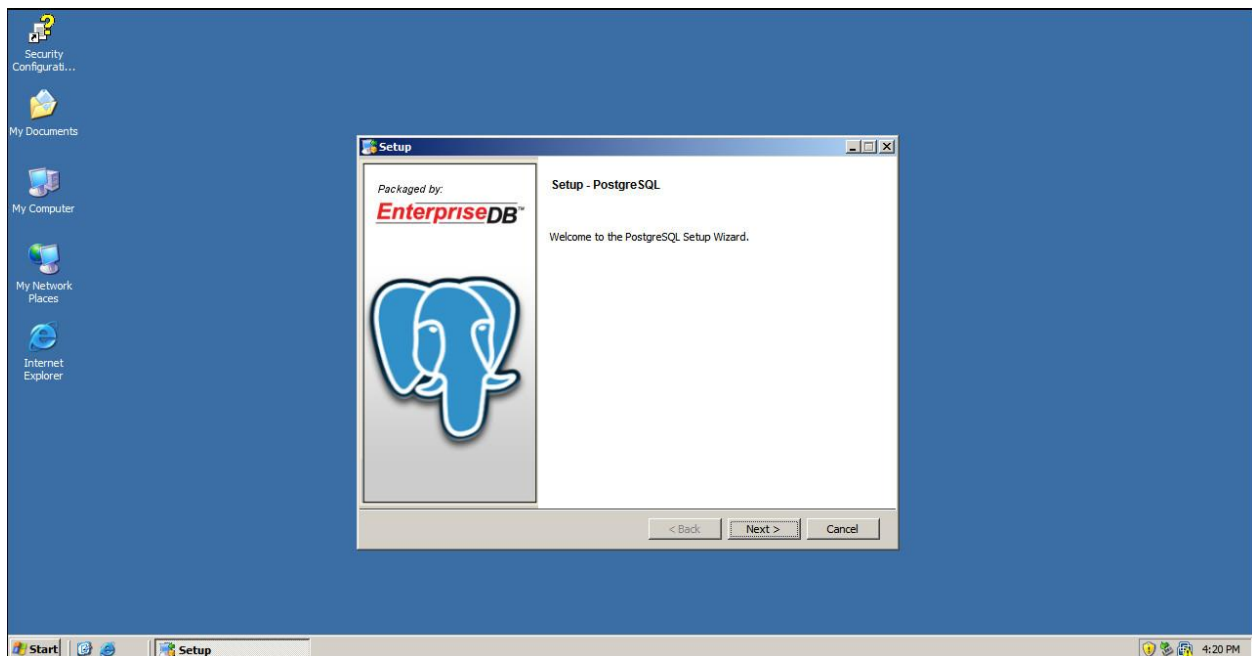 Security
Configurati...
My Documents
My Computer
My Network
Places
Internet
Explorer
Setup
Packaged by:
EnterpriseDB™
Setup - PostgreSQL
Welcome to the PostgreSQL Setup Wizard.
< Back
Next >
Cancel
Start
Setup
4:20 PM